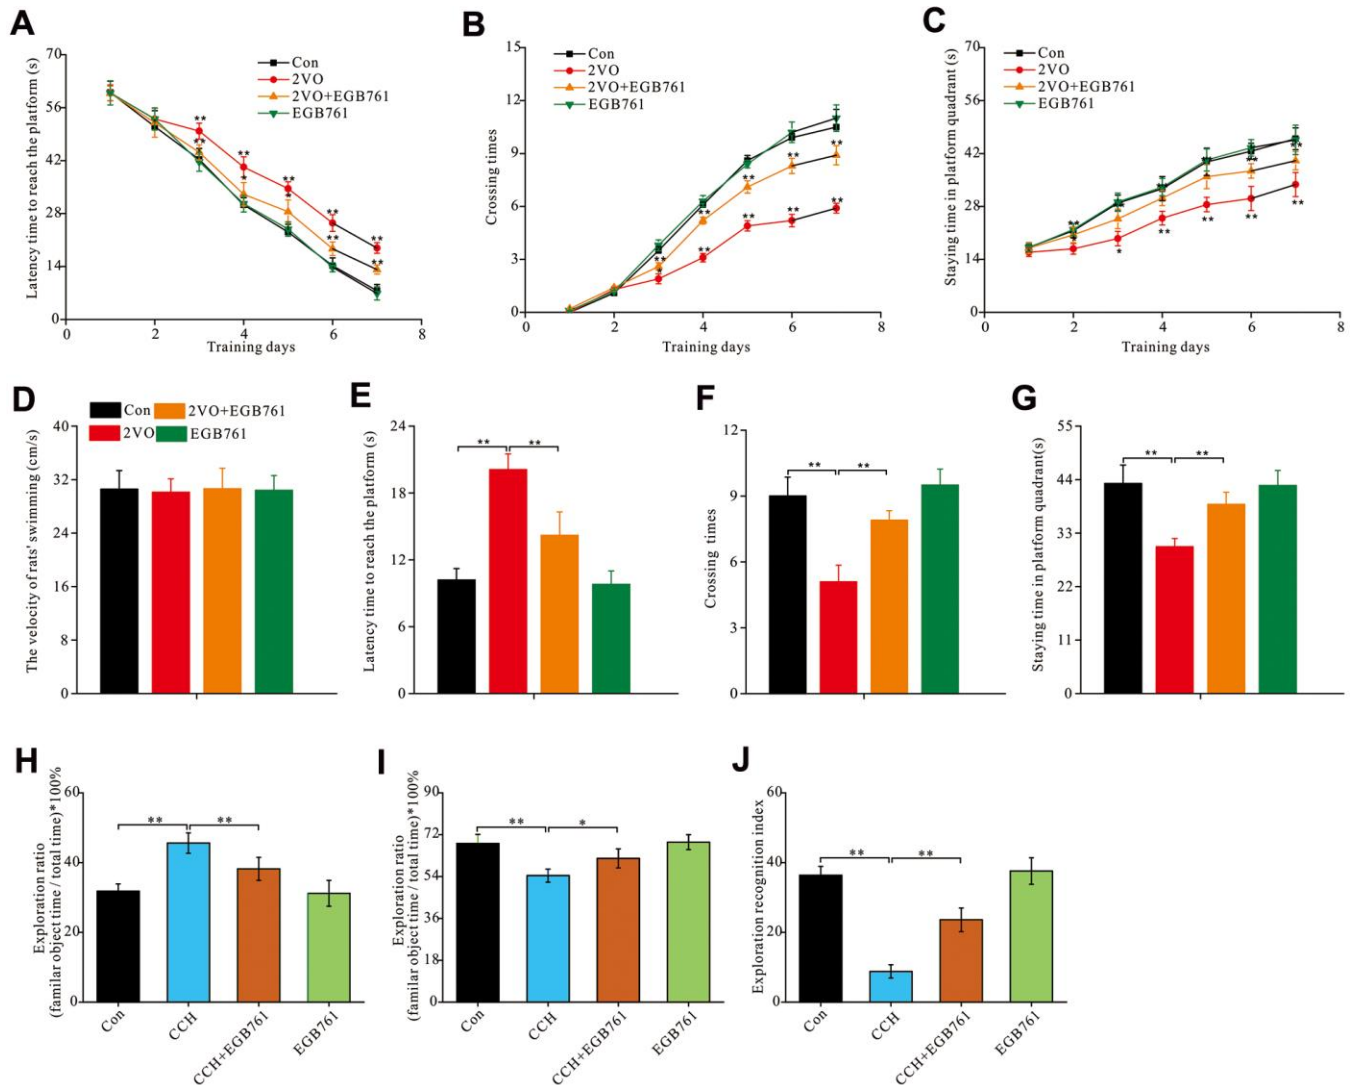 A
Latency time to reach the platform (s)
70
56
42
28
14
0
0 2 4 6 8
Training days
Con
2VO
2VO+EGB761
EGB761
** ** ** * ** * ** ** ** **
B
Crossing times
15
12
9
6
3
0
0 2 4 6 8
Training days
Con
2VO
2VO+EGB761
EGB761
** * ** ** ** ** ** ** ** **
C
Staying time in platform quadrant (s)
70
56
42
28
14
0
0 2 4 6 8
Training days
Con
2VO
2VO+EGB761
EGB761
D
The velocity of rats' swimming (cm/s)
40
32
24
16
8
0
Con 2VO+EGB761
2VO EGB761
E
Latency time to reach the platform (s)
24
18
12
6
0
** **
F
Crossing times
12
9
6
3
0
** **
G
Staying time in platform quadrant(s)
55
44
33
22
11
0
** **
H
Exploration ratio
(familar object time / total time)*100%
60
40
20
0
** **
Con CCH CCH+EGB761 EGB761
I
Exploration ratio
(familar object time / total time)*100%
90
72
54
36
18
0
** *
Con CCH CCH+EGB761 EGB761
J
Exploration recognition index
60
40
20
0
** **
Con CCH CCH+EGB761 EGB761